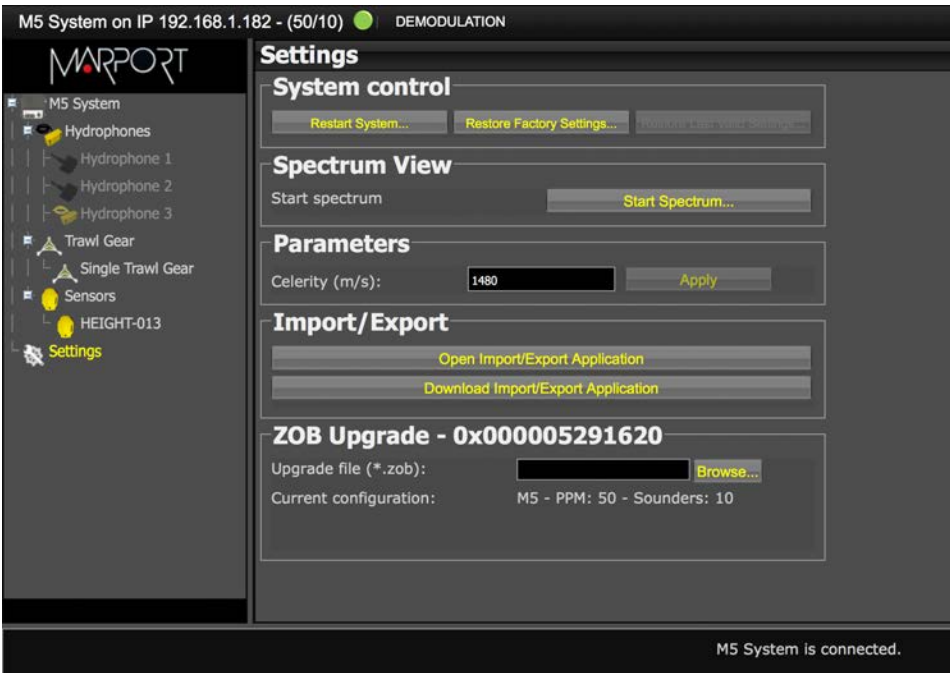 M5 System on IP 192.168.1.182 - (50/10) DEMODULATION
MARPORT
M5 System
Hydrophones
Hydrophone 1
Hydrophone 2
Hydrophone 3
Trawl Gear
Single Trawl Gear
Sensors
HEIGHT-013
Settings
Settings
System control
Restart System... Restore Factory Settings...
Spectrum View
Start spectrum Start Spectrum...
Parameters
Celerity (m/s): 1480 Apply
Import/Export
Open Import/Export Application
Download Import/Export Application
ZOB Upgrade - 0x000005291620
Upgrade file (*.zob): Browse...
Current configuration: M5 - PPM: 50 - Sounders: 10
M5 System is connected.